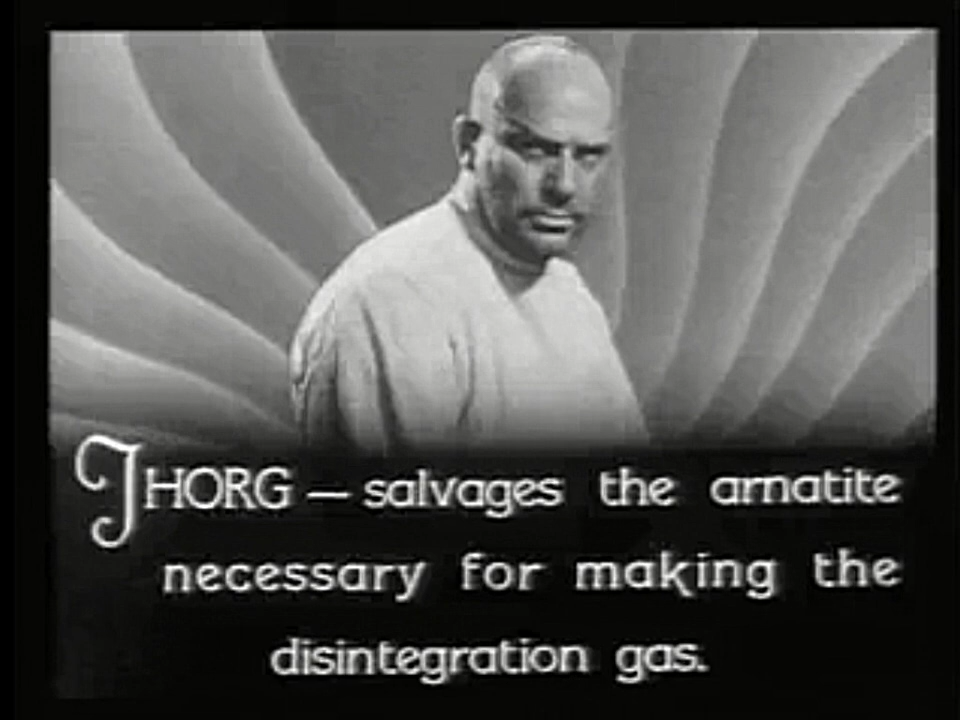 THORG — salvages the arnatite
necessary for making the
disintegration gas.